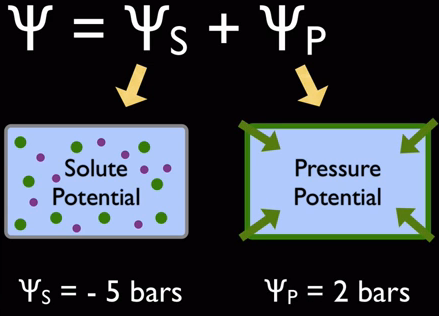 Ψ = ΨS + ΨP
Solute
Potential
Pressure
Potential
ΨS = - 5 bars
ΨP = 2 bars